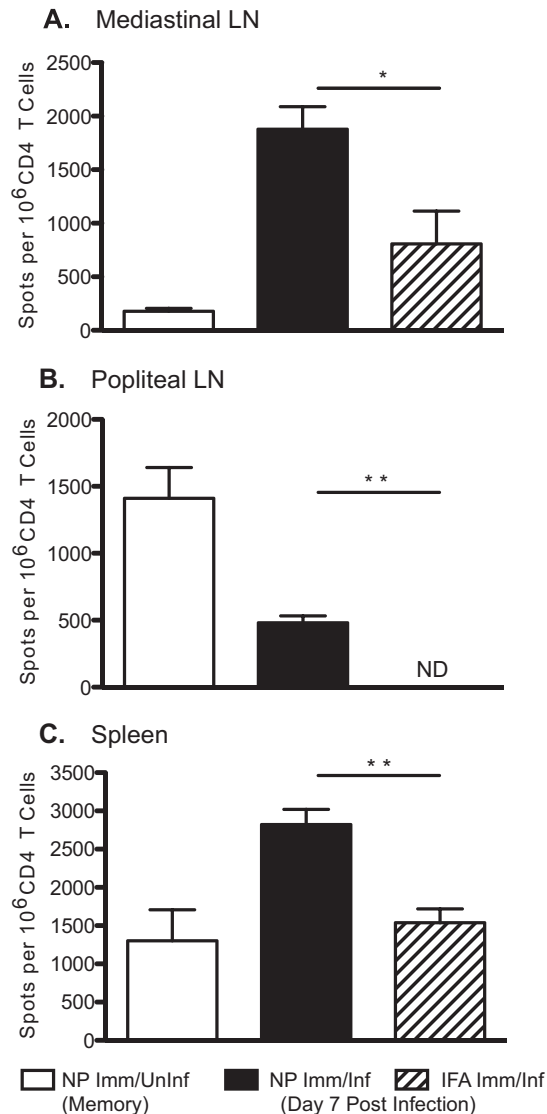 A. Mediastinal LN
Spots per 10⁶CD4 T Cells
2500
2000
1500
1000
500
0
*
B. Popliteal LN
Spots per 10⁶CD4 T Cells
2000
1500
1000
500
0
* *
ND
C. Spleen
Spots per 10⁶CD4 T Cells
3500
3000
2500
2000
1500
1000
500
0
* *
NP Imm/UnInf NP Imm/Inf IFA Imm/Inf
(Memory) (Day 7 Post Infection)